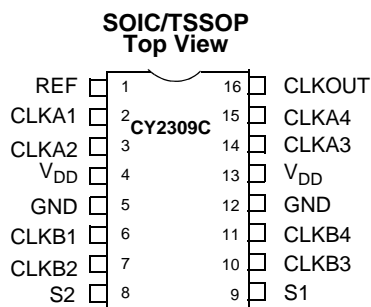 SOIC/TSSOP
Top View
REF 1 16 CLKOUT
CLKA1 2 15 CLKA4
CY2309C
CLKA2 3 14 CLKA3
VDD 4 13 VDD
GND 5 12 GND
CLKB1 6 11 CLKB4
CLKB2 7 10 CLKB3
S2 8 9 S1